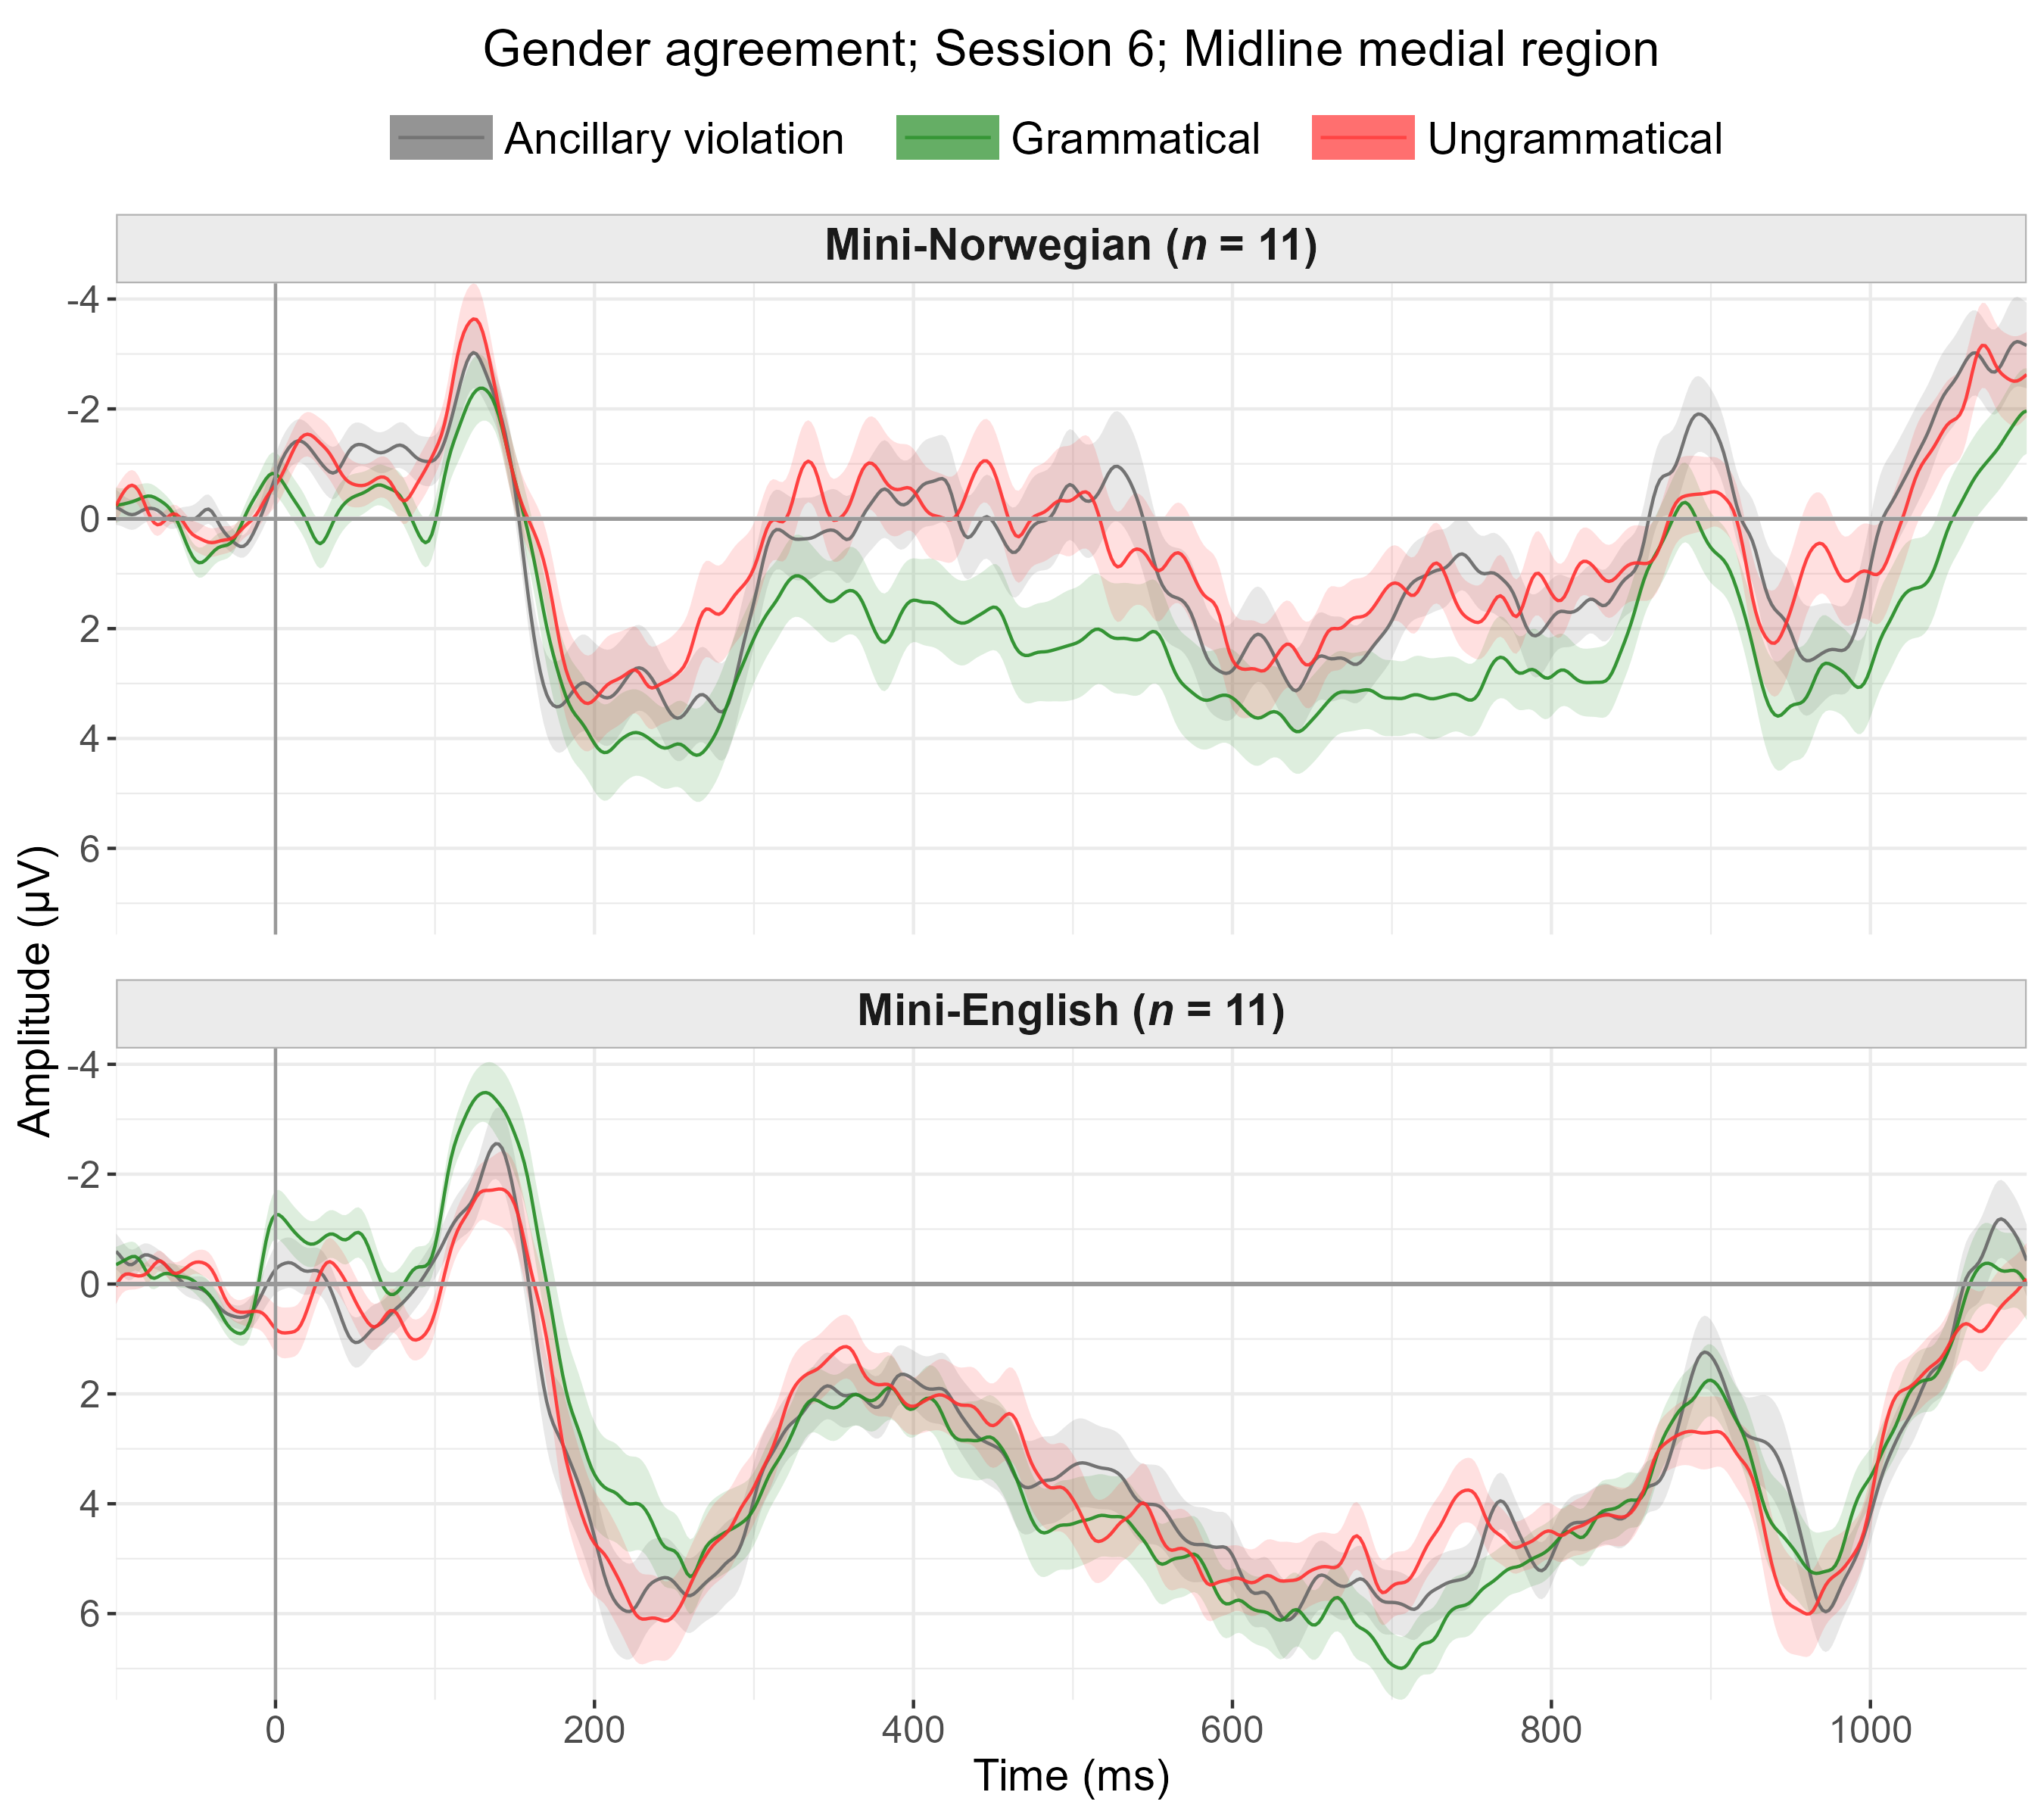 Gender agreement; Session 6; Midline medial region
Ancillary violation Grammatical Ungrammatical
Mini-Norwegian (n = 11)
-4
-2
0
2
4
6
Amplitude (µV)
Mini-English (n = 11)
-4
-2
0
2
4
6
0 200 400 600 800 1000
Time (ms)